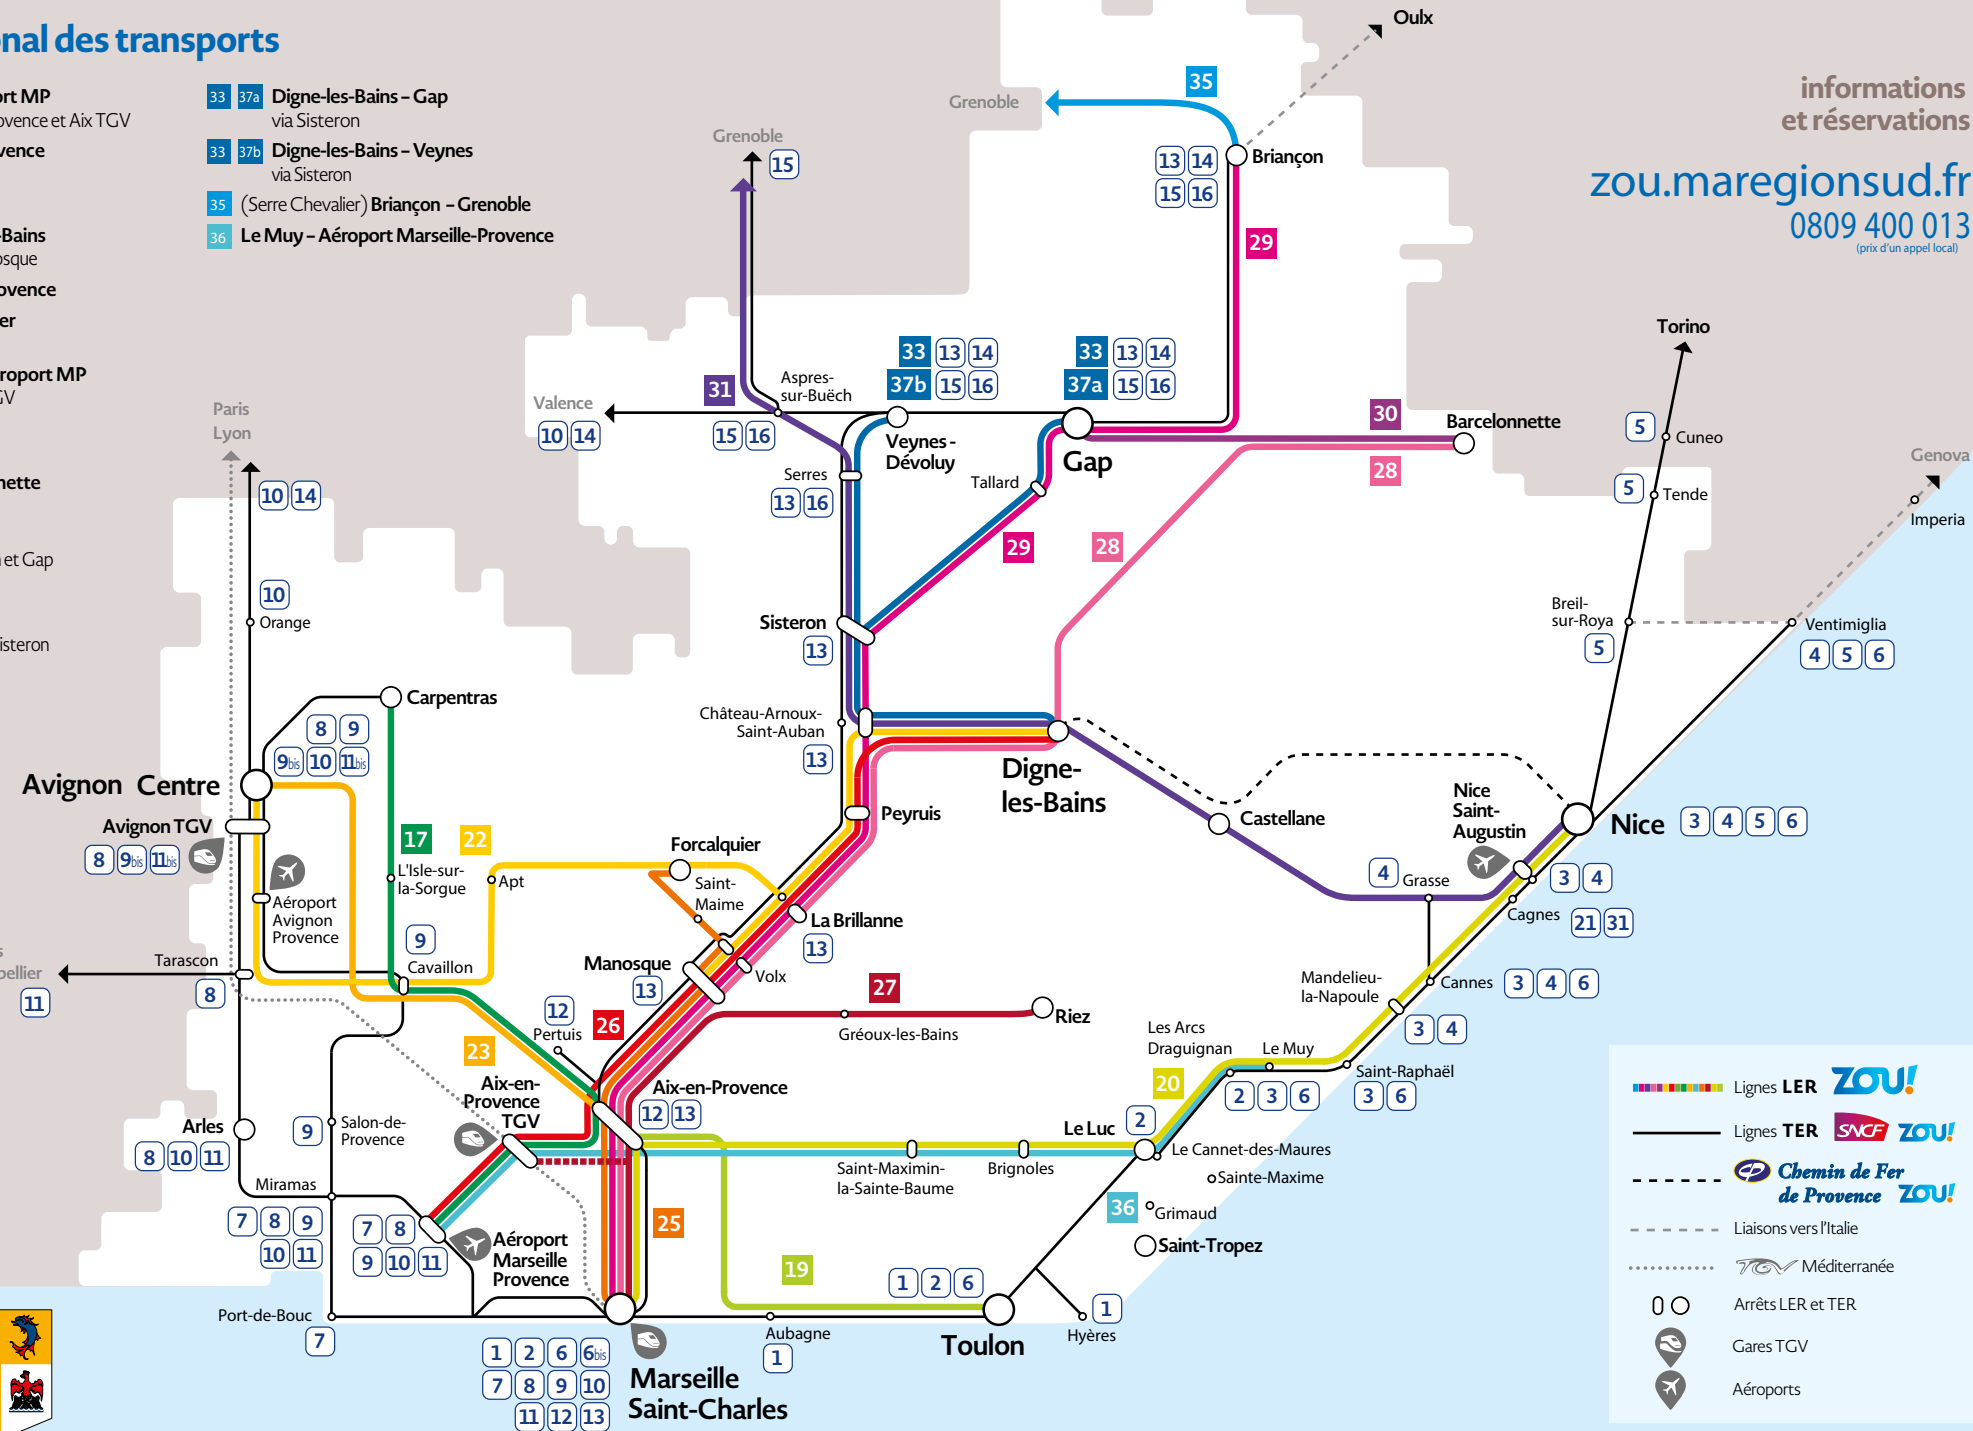 nal des transports
rt MP
ovence et Aix TGV
vence
-Bains
osque
ovence
er
roport MP
GV
nette
et Gap
isteron
33 37a Digne-les-Bains – Gap
via Sisteron
33 37b Digne-les-Bains – Veynes
via Sisteron
35 (Serre Chevalier) Briançon – Grenoble
36 Le Muy – Aéroport Marseille-Provence
informations
et réservations
zou.maregionsud.fr
0809 400 013
(prix d'un appel local)
Oulx
35
Grenoble
Grenoble
15
Briançon
13 14
15 16
29
Torino
33 13 14
37b 15 16
33 13 14
37a 15 16
31
Aspres-
sur-Buëch
15 16
Valence
10 14
Veynes-
Dévoluy
Gap
30
Barcelonnette
28
5
Cuneo
5
Tende
Genova
Imperia
Paris
Lyon
10 14
Serres
13 16
Tallard
29
28
10
Orange
Sisteron
13
Breil-
sur-Roya
5
Ventimiglia
4 5 6
Carpentras
8 9
9bis 10 11bis
Château-Arnoux-
Saint-Auban
13
Digne-
les-Bains
Avignon Centre
Avignon TGV
8 9bis 11bis
17
22
Peyruis
Castellane
Nice
Saint-
Augustin
Nice 3 4 5 6
Forcalquier
L'Isle-sur-
la-Sorgue
Apt
Saint-
Maime
4
Grasse
3 4
Cagnes
21 31
Aéroport
Avignon
Provence
La Brillanne
13
9
Cavaillon
Tarascon
8
pellier
11
Manosque
13
Volx
Mandelieu-
la-Napoule
Cannes 3 4 6
3 4
27
Riez
Gréoux-les-Bains
12
Pertuis
26
23
Les Arcs
Draguignan
Le Muy
Saint-Raphaël
3 6
2 3 6
20
Aix-en-
Provence
TGV
Aix-en-Provence
12 13
2
Le Luc
Le Cannet-des-Maures
Arles
8 10 11
9
Salon-de-
Provence
Saint-Maximin-
la-Sainte-Baume
Brignoles
Sainte-Maxime
36
Grimaud
Saint-Tropez
Miramas
7 8 9
10 11
7 8
9 10 11
Aéroport
Marseille
Provence
25
19
1 2 6
Toulon
1
Hyères
Port-de-Bouc
7
Aubagne
1
1 2 6 6bis
7 8 9 10
11 12 13
Marseille
Saint-Charles
Lignes LER ZOU!
Lignes TER SNCF ZOU!
CP Chemin de Fer
de Provence ZOU!
Liaisons vers l'Italie
TGV Méditerranée
Arrêts LER et TER
Gares TGV
Aéroports